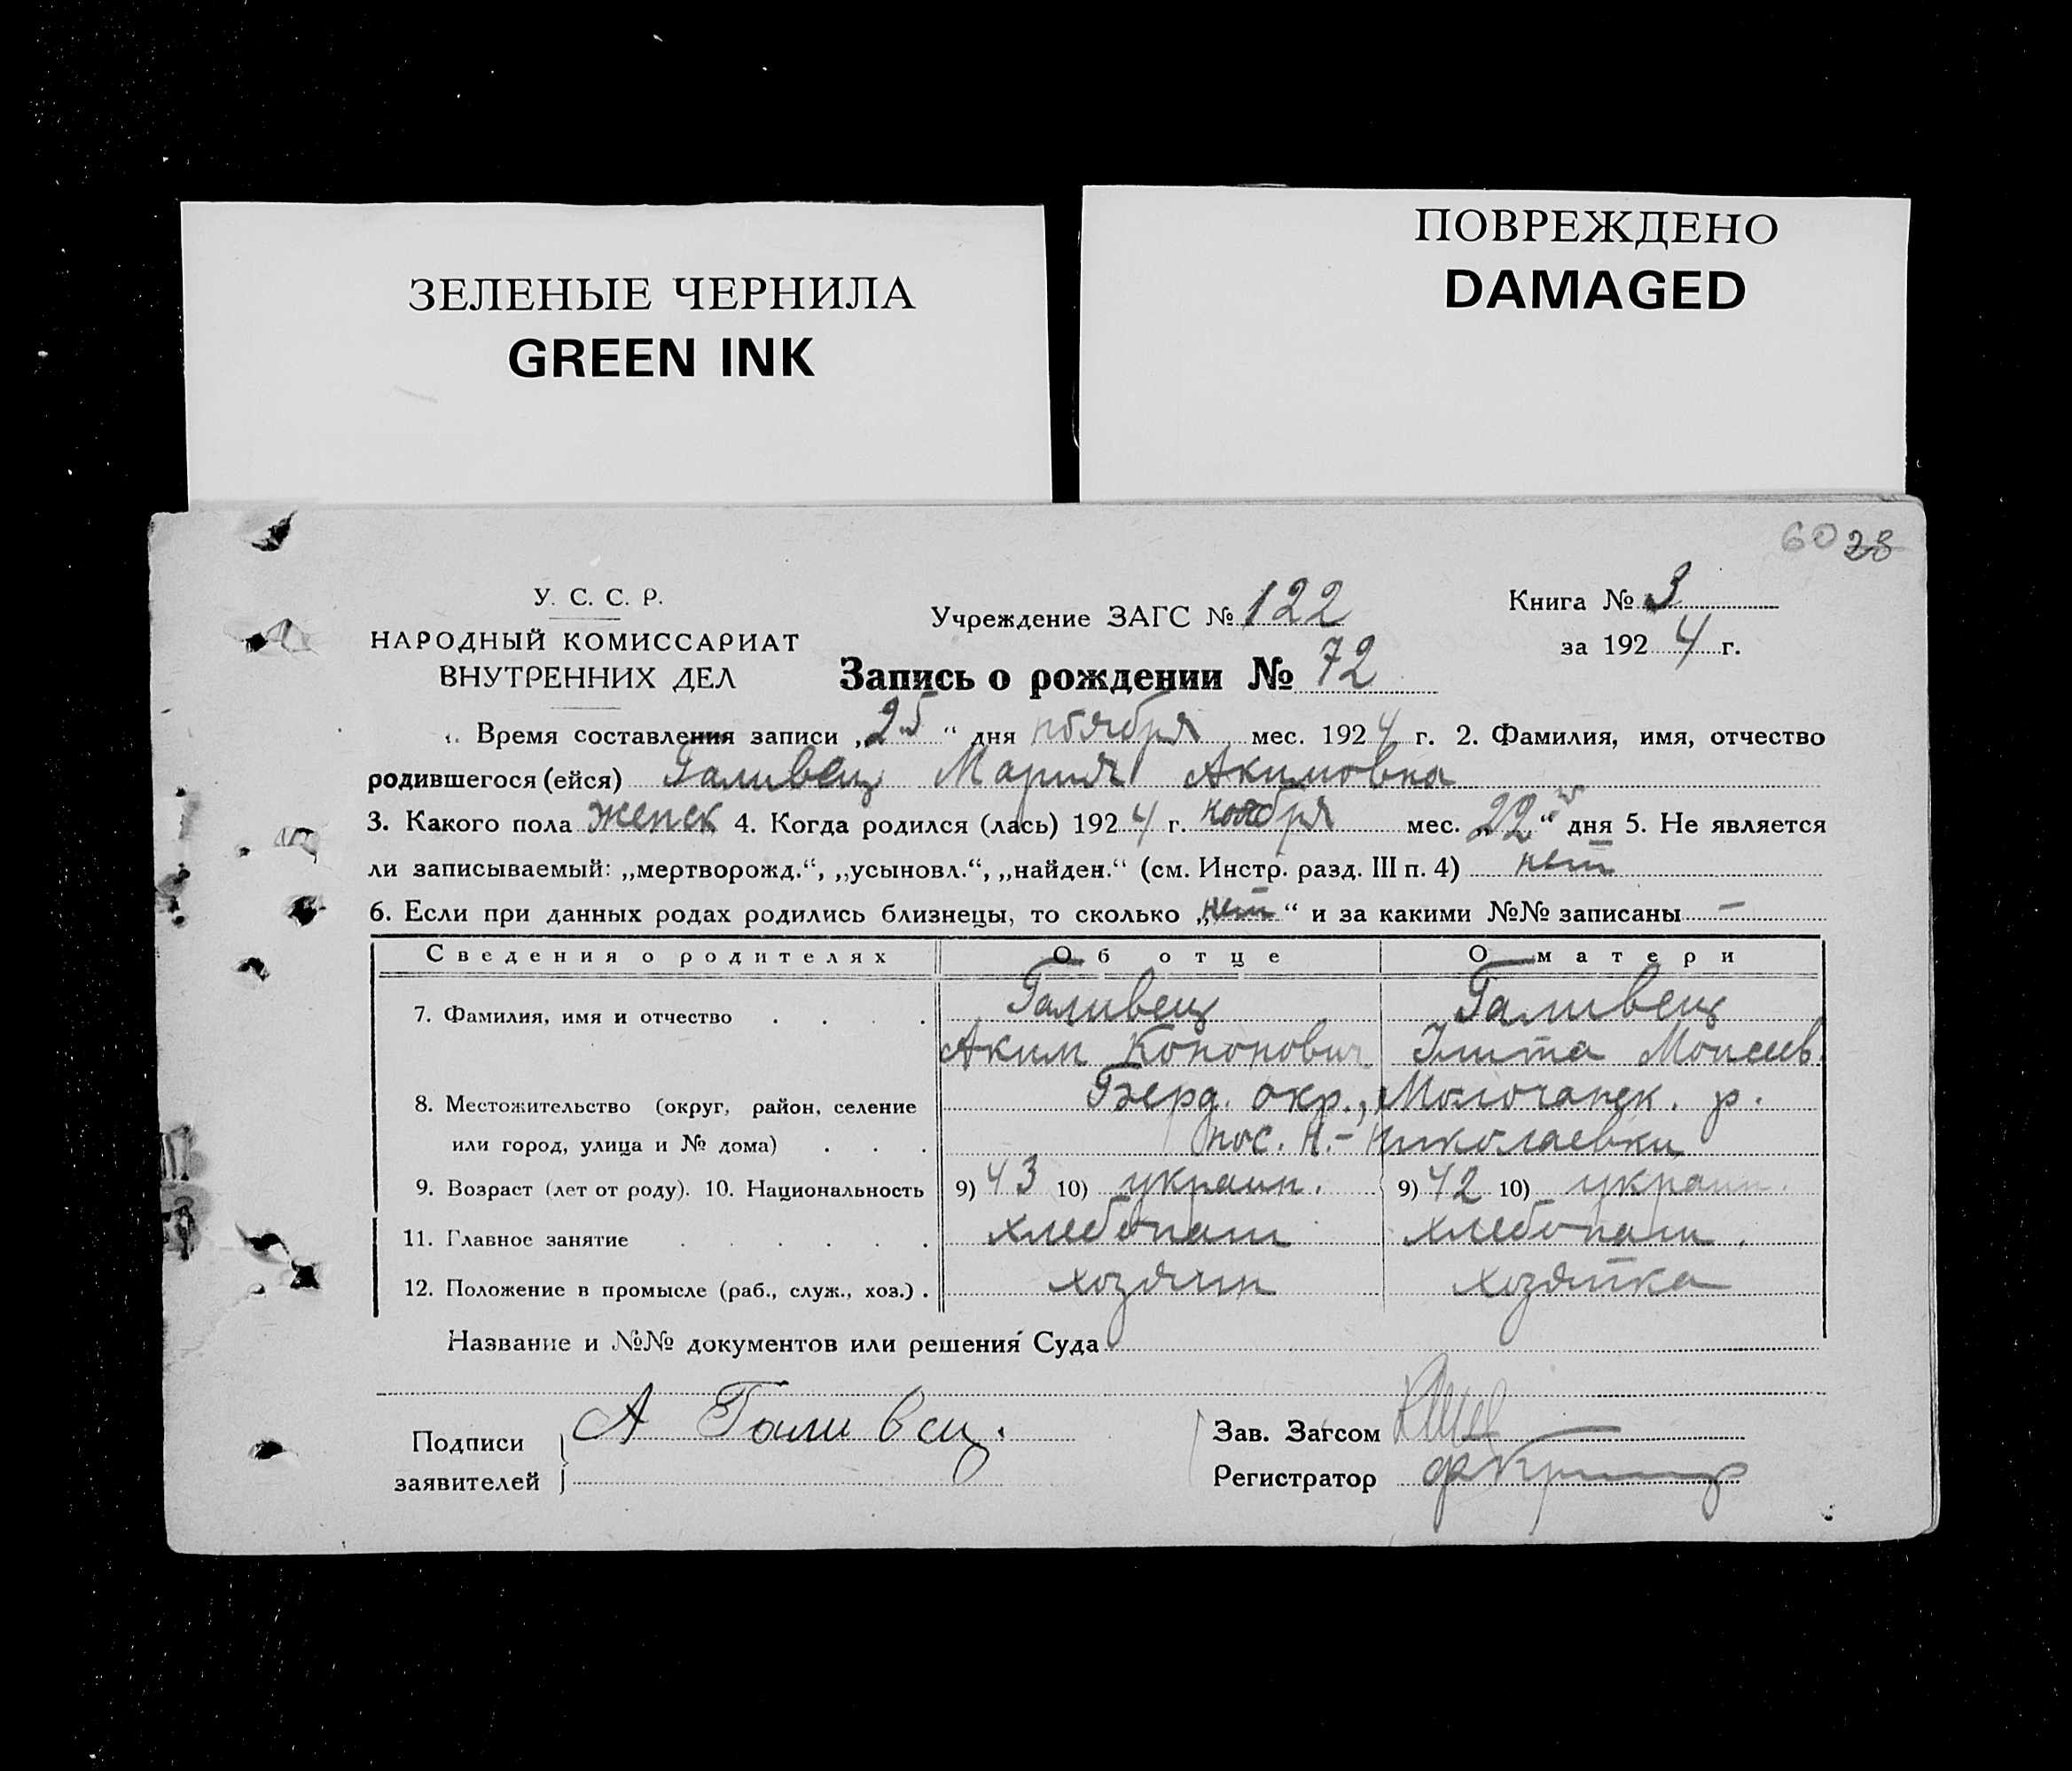 ЗЕЛЕНЫЕ ЧЕРНИЛА
GREEN INK
ПОВРЕЖДЕНО
DAMAGED
60 28
У. С. С. Р.
НАРОДНЫЙ КОМИССАРИАТ
ВНУТРЕННИХ ДЕЛ
Учреждение ЗАГС № 122
Книга № 3
за 1924 г.
Запись о рождении № 72
1. Время составления записи „25“ дня ноября мес. 1924 г. 2. Фамилия, имя, отчество
родившегося (ейся) Галивец Мария Акимовна
3. Какого пола женск 4. Когда родился (лась) 1924 г. ноября мес. „22“ дня 5. Не является
ли записываемый: „мертворожд.“, „усыновл.“, „найден.“ (см. Инстр. разд. III п. 4) нет
6. Если при данных родах родились близнецы, то сколько „нет“ и за какими №№ записаны —
Сведения о родителях Об отце О матери
7. Фамилия, имя и отчество . . . . Галивец Галивец
Аким Кононович Моисеев.
8. Местожительство (округ, район, селение Берд. окр., Молочанск. р.
или город, улица и № дома) . . . пос. Н.-Николаевки
9. Возраст (лет от роду). 10. Национальность 9) 43 10) украин. 9) 42 10) украин.
11. Главное занятие . . . . . . хлебопаш хлебопаш.
12. Положение в промысле (раб., служ., хоз.) . хозяин хозяйка
Название и №№ документов или решения Суда
Подписи
заявителей
А Галивец.
Зав. Загсом
Регистратор